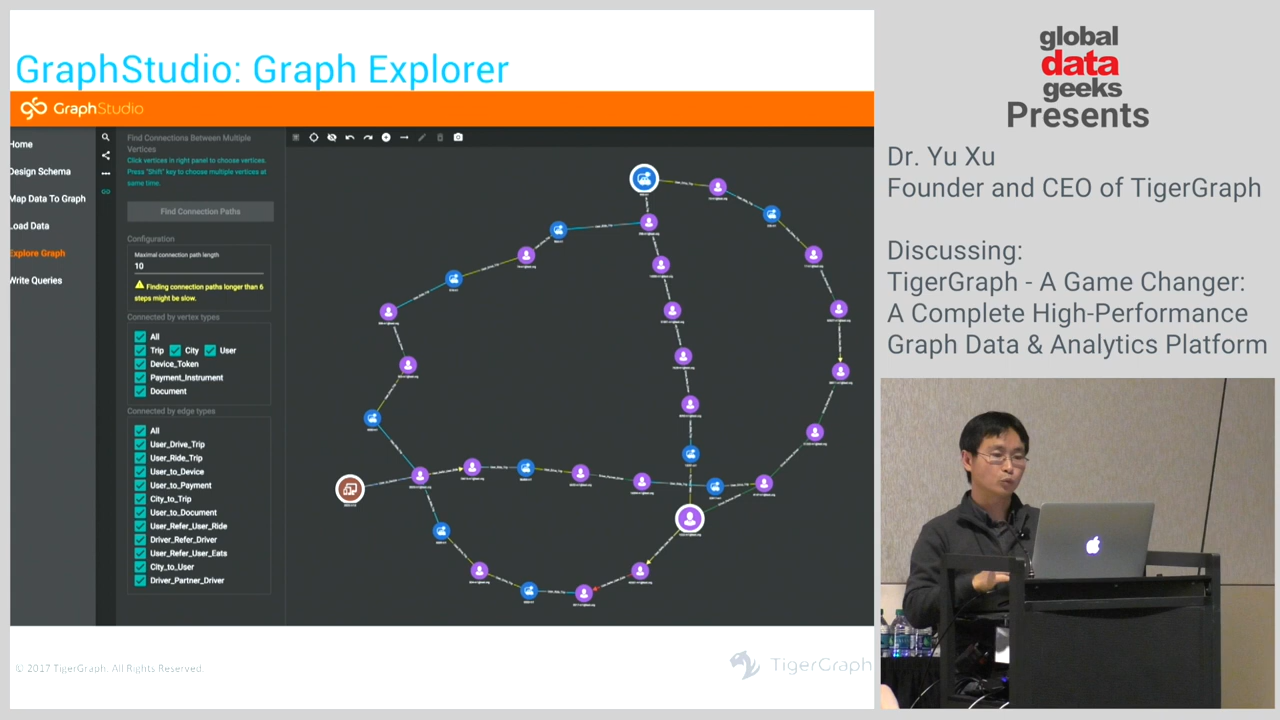 GraphStudio: Graph Explorer
GraphStudio
Home
Design Schema
Map Data To Graph
Load Data
Explore Graph
Write Queries
Find Connections Between Multiple
Vertices
Click vertices in right panel to choose vertices.
Press "Shift" key to choose multiple vertices at
same time.
Find Connection Paths
Configuration
Maximal connection path length
10
Finding connection paths longer than 6
steps might be slow.
Connected by vertex types
All
Trip City User
Device_Token
Payment_Instrument
Document
Connected by edge types
All
User_Drive_Trip
User_Ride_Trip
User_to_Device
User_to_Payment
City_to_Trip
User_to_Document
User_Refer_User_Ride
Driver_Refer_Driver
User_Refer_User_Eats
City_to_User
Driver_Partner_Driver
© 2017 TigerGraph. All Rights Reserved.
TigerGraph
global
data
geeks
Presents
Dr. Yu Xu
Founder and CEO of TigerGraph
Discussing:
TigerGraph - A Game Changer:
A Complete High-Performance
Graph Data & Analytics Platform